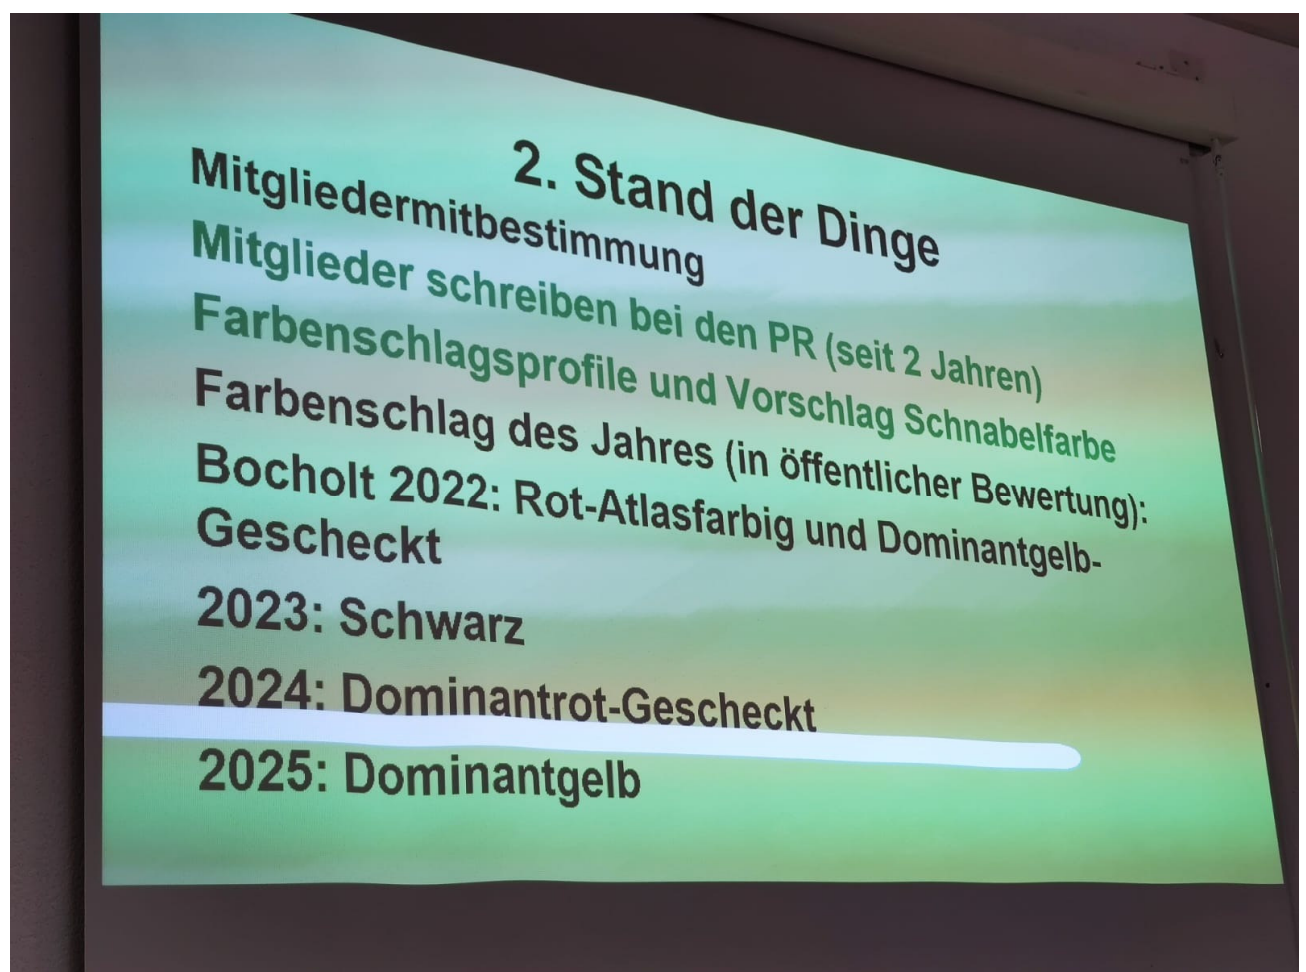 2. Stand der Dinge
Mitgliedermitbestimmung
Mitglieder schreiben bei den PR (seit 2 Jahren)
Farbenschlagsprofile und Vorschlag Schnabelfarbe
Farbenschlag des Jahres (in öffentlicher Bewertung):
Bocholt 2022: Rot-Atlasfarbig und Dominantgelb-
Gescheckt
2023: Schwarz
2024: Dominantrot-Gescheckt
2025: Dominantgelb